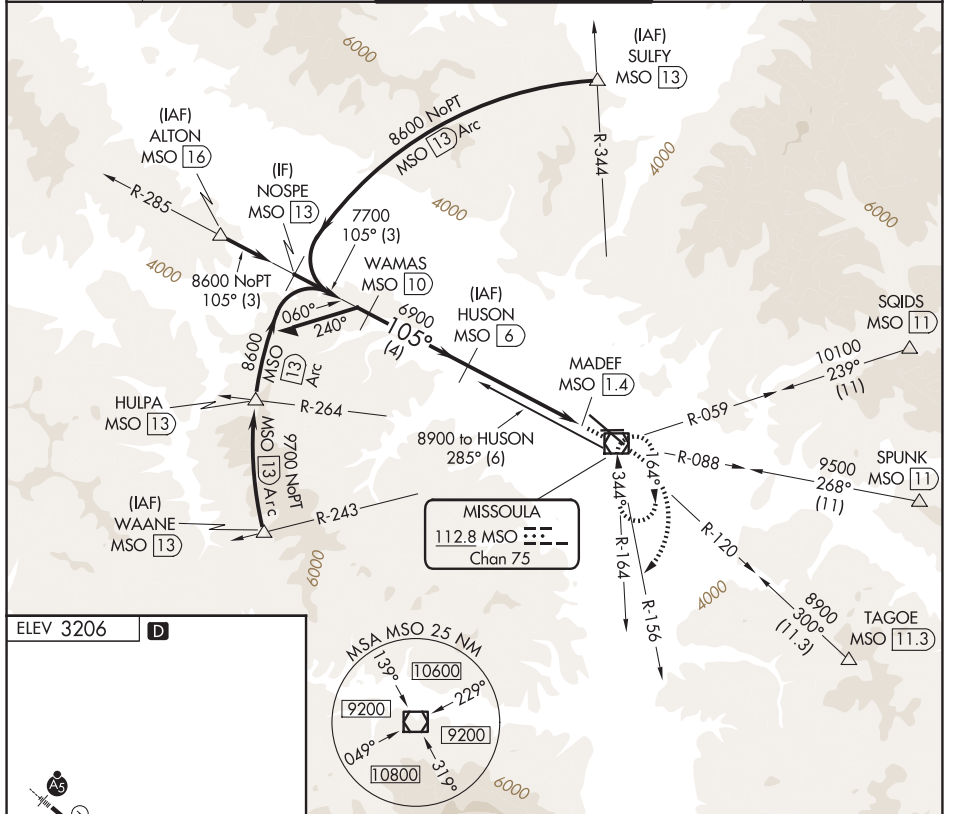 6000
(IAF)
SULFY
MSO 13
8600 NoPT
MSO 13 Arc
R-344
4000
6000
(IAF)
ALTON
MSO 16
R-285
(IF)
NOSPE
MSO 13
4000
7700
105° (3)
4000
8600 NoPT
105° (3)
WAMAS
MSO 10
060°
240°
6900
105°
(4)
(IAF)
HUSON
MSO 6
SQIDS
MSO 11
10100
239°
(11)
R-059
8600
MSO 13 Arc
MADEF
MSO 1.4
HULPA
MSO 13
R-264
8900 to HUSON
285° (6)
R-088
9500
268°
(11)
SPUNK
MSO 11
9700 NoPT
MSO 13 Arc
(IAF)
WAANE
MSO 13
R-243
MISSOULA
112.8 MSO
Chan 75
344°
164°
R-164
R-156
R-120
8900
300°
(11.3)
TAGOE
MSO 11.3
6000
4000
ELEV 3206
D
MSA MSO 25 NM
139°
10600
229°
9200
9200
049°
10800
319°
6000
A5